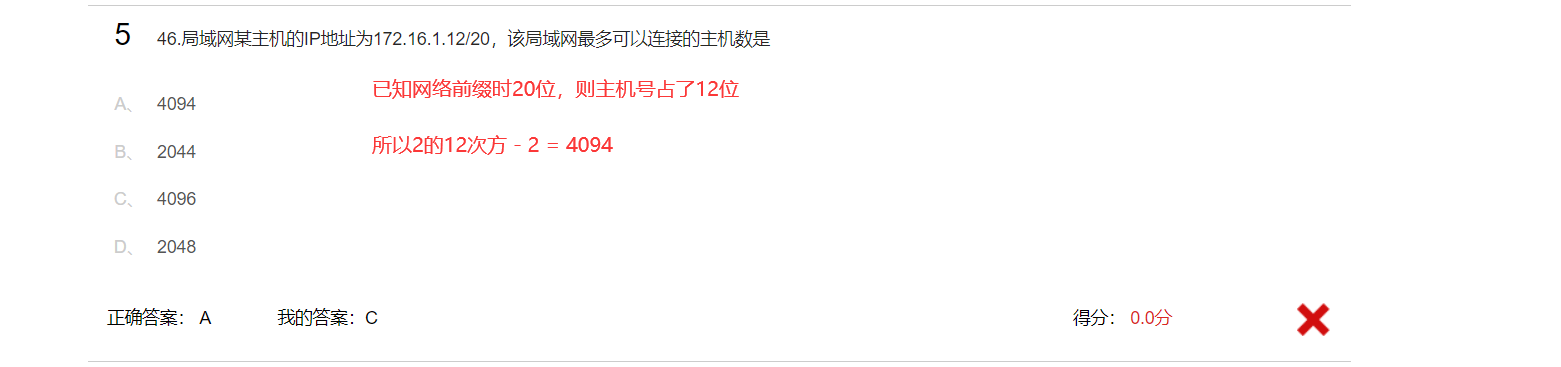 5 46.局域网某主机的IP地址为172.16.1.12/20，该局域网最多可以连接的主机数是
已知网络前缀时20位，则主机号占了12位
A、 4094
所以2的12次方 - 2 = 4094
B、 2044
C、 4096
D、 2048
正确答案： A 我的答案：C 得分： 0.0分